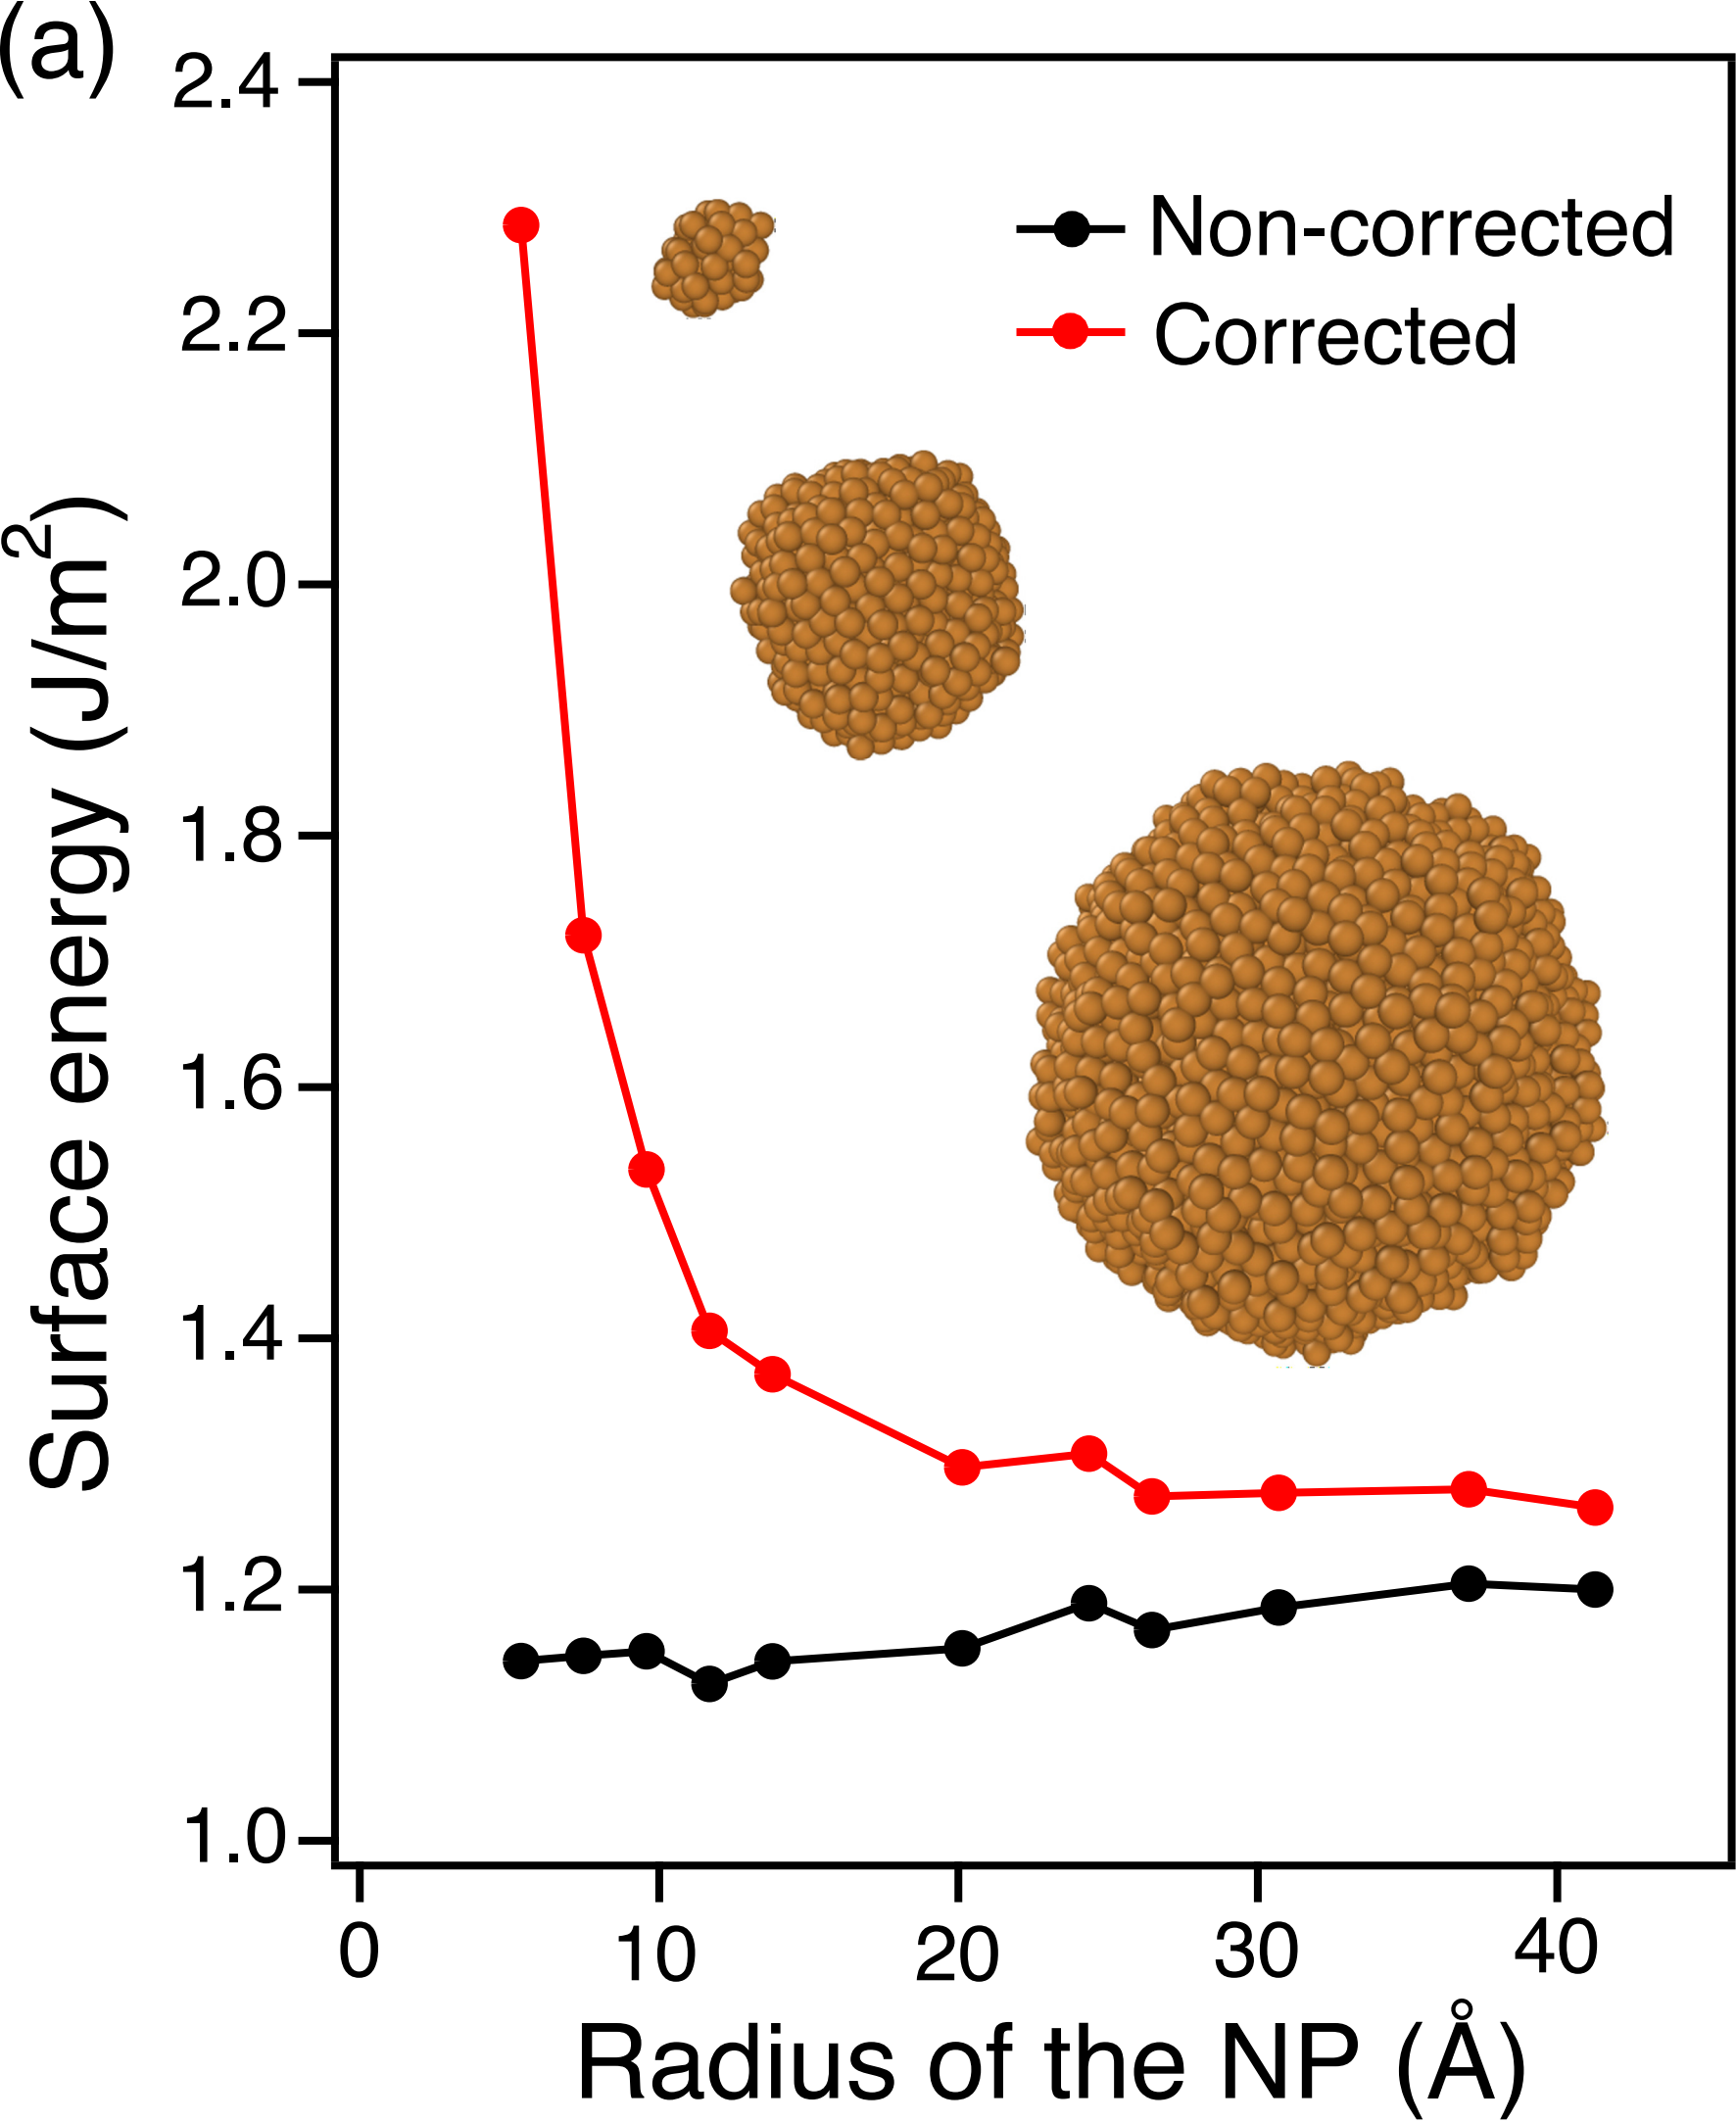 (a)
2.4
2.2
2.0
1.8
1.6
1.4
1.2
1.0
Surface energy (J/m²)
Non-corrected
Corrected
0 10 20 30 40
Radius of the NP (Å)